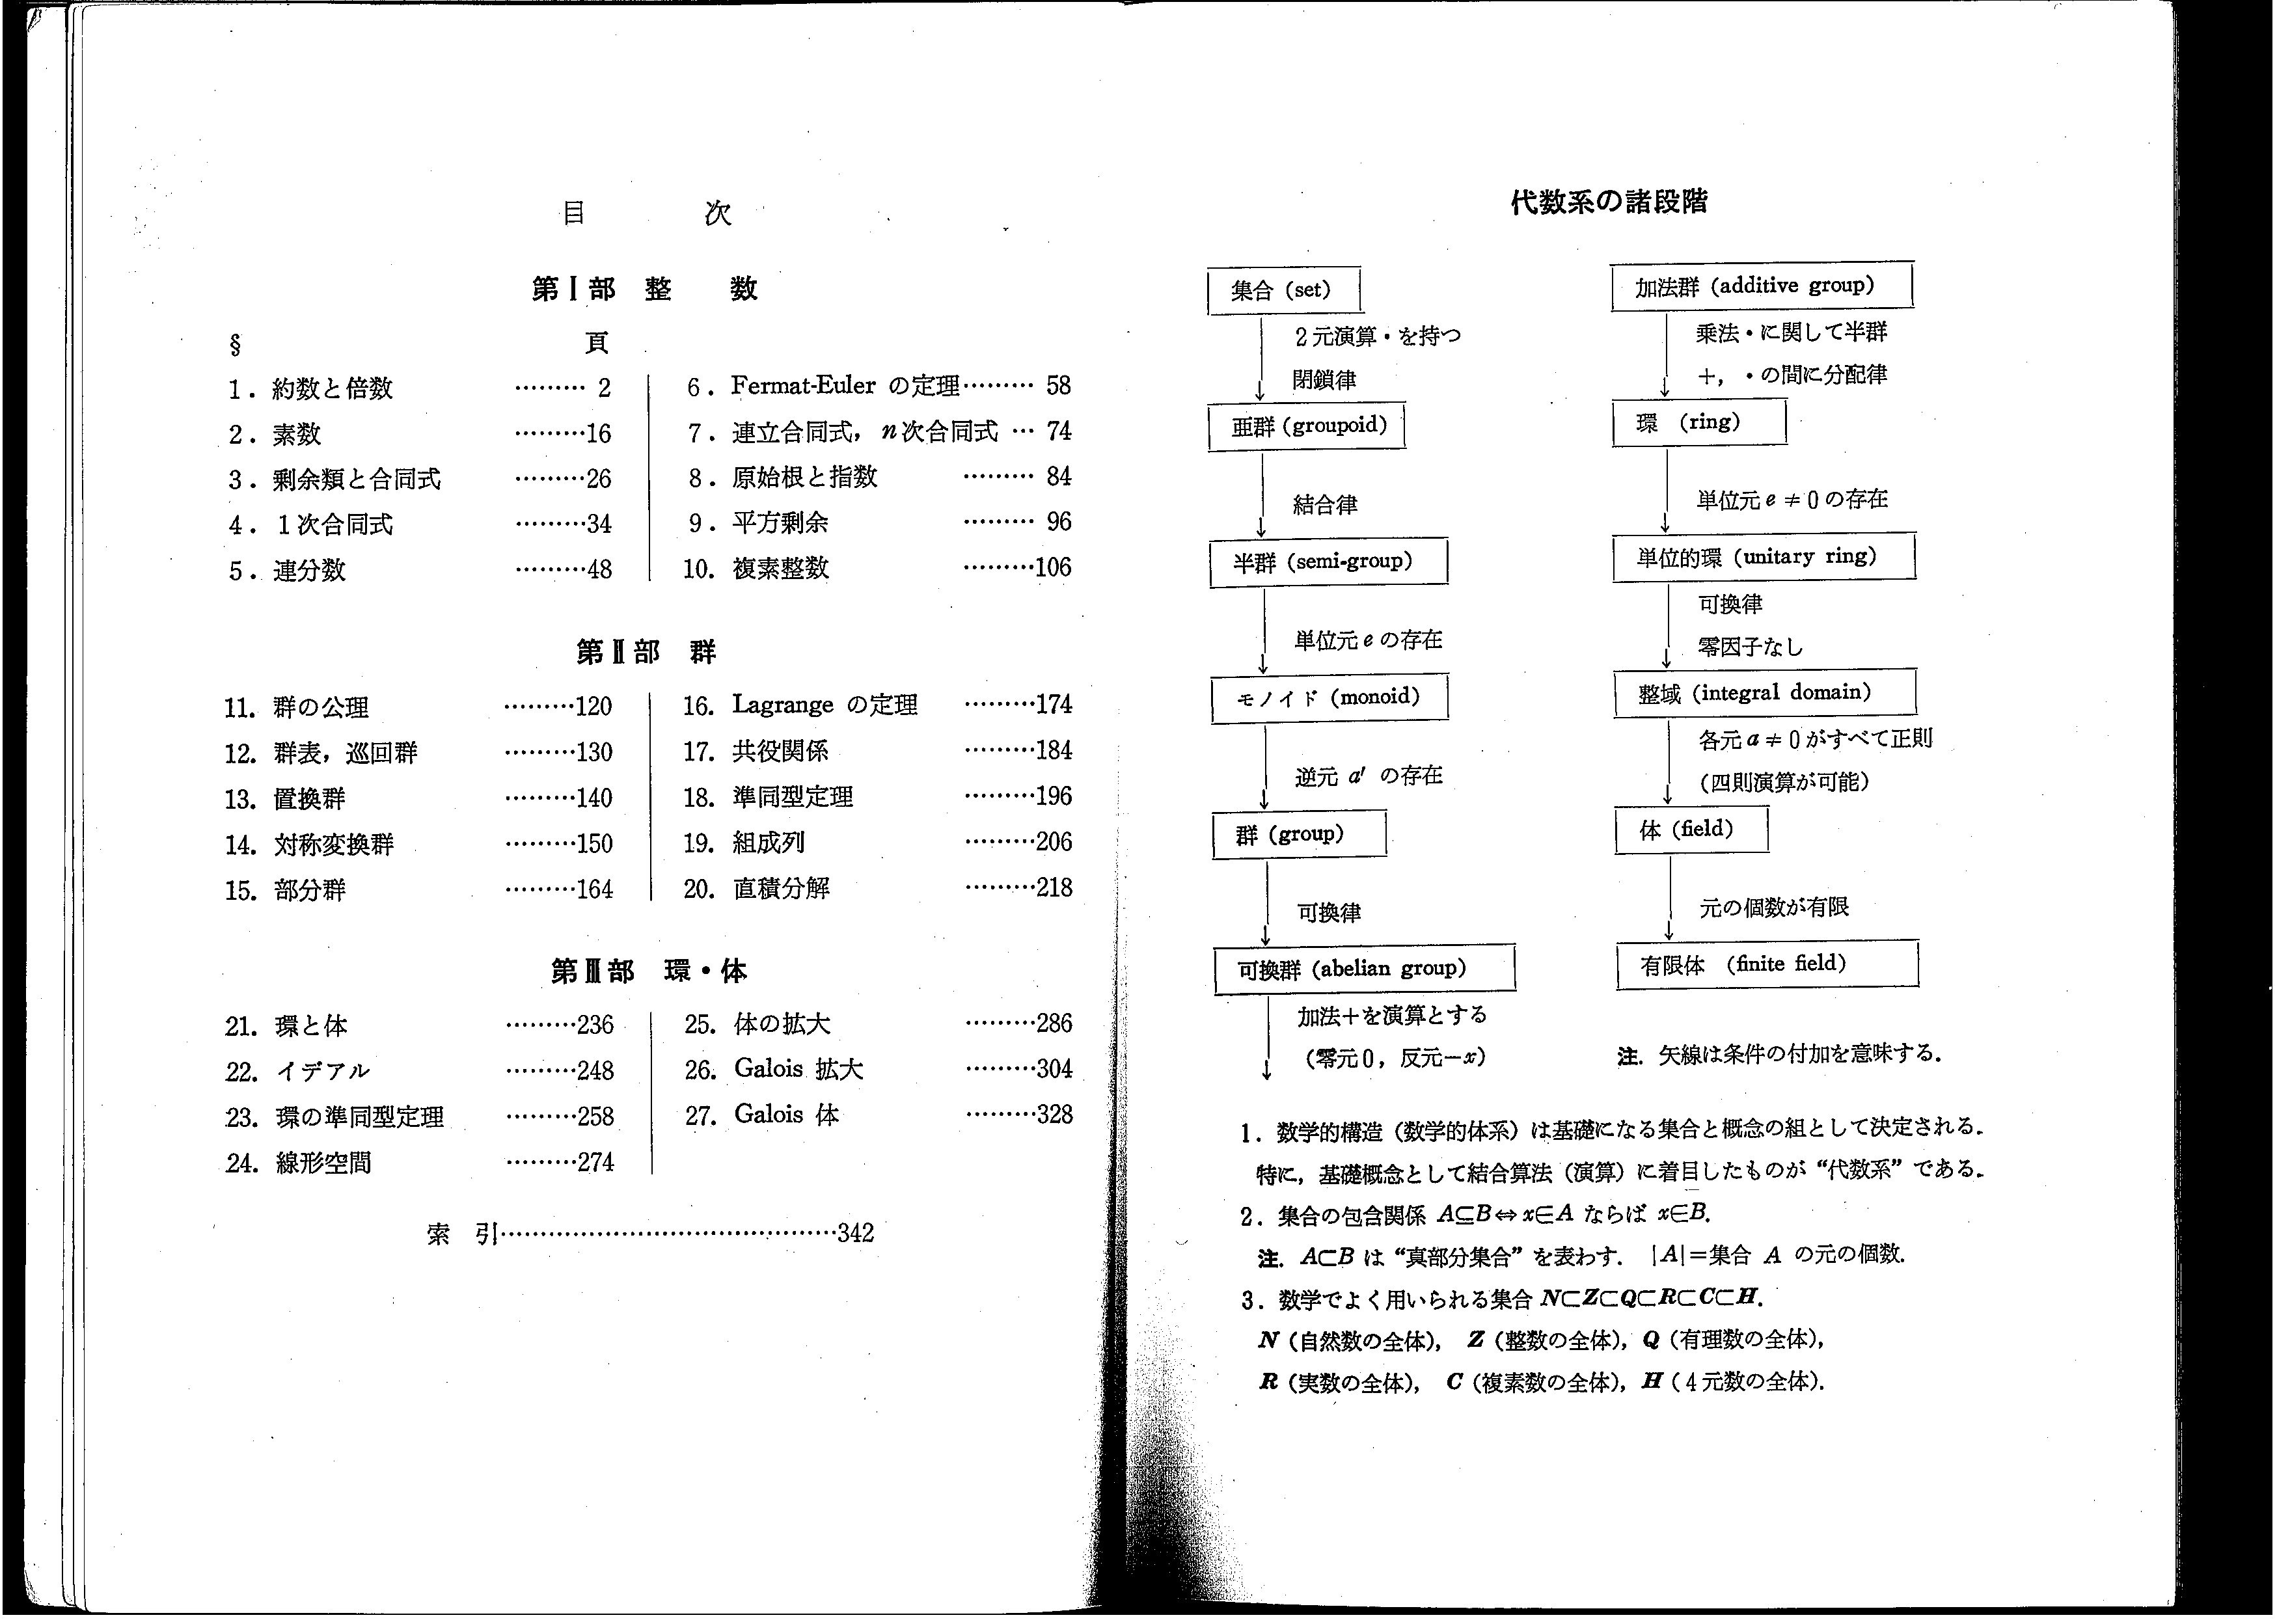 目　次
第Ⅰ部　整　数
§　頁
1. 約数と倍数 ……… 2
2. 素数 ………16
3. 剰余類と合同式 ………26
4. 1次合同式 ………34
5. 連分数 ………48
6. Fermat-Euler の定理……… 58
7. 連立合同式，n次合同式 … 74
8. 原始根と指数 ……… 84
9. 平方剰余 ……… 96
10. 複素整数 ………106
第Ⅱ部　群
11. 群の公理 ………120
12. 群表，巡回群 ………130
13. 置換群 ………140
14. 対称変換群 ………150
15. 部分群 ………164
16. Lagrange の定理 ………174
17. 共役関係 ………184
18. 準同型定理 ………196
19. 組成列 ………206
20. 直積分解 ………218
第Ⅲ部　環・体
21. 環と体 ………236
22. イデアル ………248
23. 環の準同型定理 ………258
24. 線形空間 ………274
25. 体の拡大 ………286
26. Galois 拡大 ………304
27. Galois 体 ………328
索　引……………………………………342
代数系の諸段階
集合 (set)
2元演算・を持つ
閉鎖律
亜群 (groupoid)
結合律
半群 (semi-group)
単位元 e の存在
モノイド (monoid)
逆元 a′ の存在
群 (group)
可換律
可換群 (abelian group)
加法＋を演算とする
（零元0，反元－x）
加法群 (additive group)
乗法・に関して半群
＋，・の間に分配律
環 (ring)
単位元 e ≠ 0 の存在
単位的環 (unitary ring)
可換律
零因子なし
整域 (integral domain)
各元 a ≠ 0 がすべて正則
（四則演算が可能）
体 (field)
元の個数が有限
有限体 (finite field)
注．矢線は条件の付加を意味する．
1. 数学的構造（数学的体系）は基礎になる集合と概念の組として決定される．
特に，基礎概念として結合算法（演算）に着目したものが“代数系”である．
2. 集合の包含関係 A⊆B⇔x∈A ならば x∈B.
注．A⊂B は“真部分集合”を表わす． |A|＝集合 A の元の個数．
3. 数学でよく用いられる集合 N⊂Z⊂Q⊂R⊂C⊂H．
N（自然数の全体）， Z（整数の全体），Q（有理数の全体），
R（実数の全体）， C（複素数の全体），H（4元数の全体）．